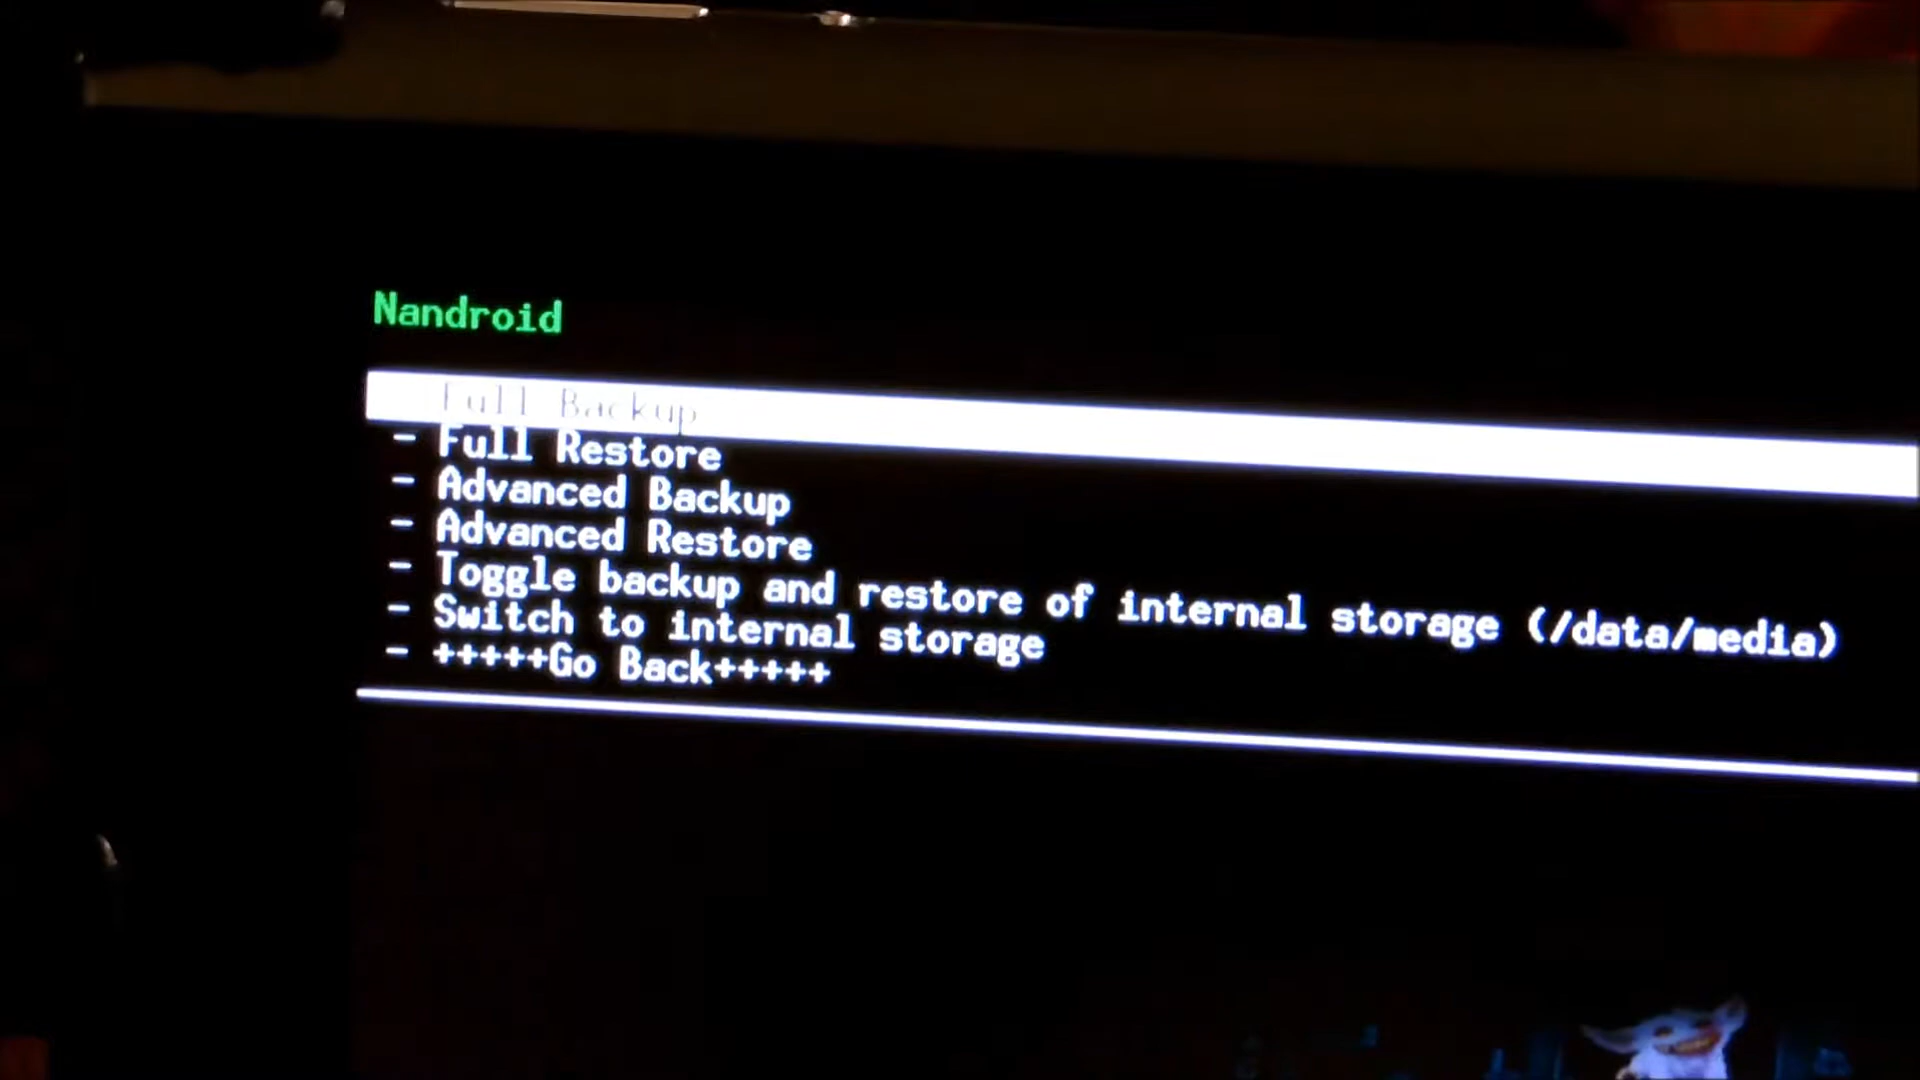 Nandroid
Full Backup
- Full Restore
- Advanced Backup
- Advanced Restore
- Toggle backup and restore of internal storage (/data/media)
- Switch to internal storage
- +++++Go Back+++++